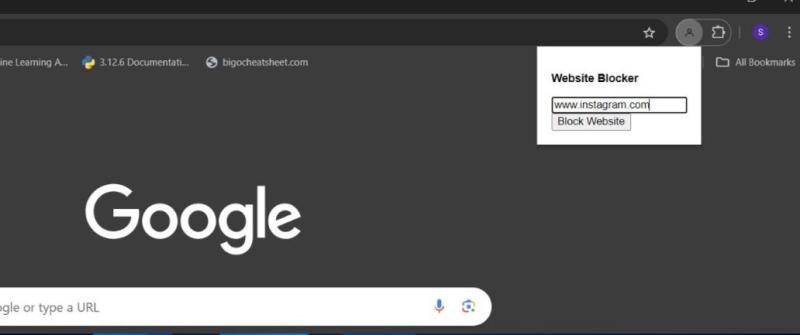 S
ine Learning A...
3.12.6 Documentati...
bigocheatsheet.com
All Bookmarks
Website Blocker
www.instagram.com
Block Website
Google
ogle or type a URL